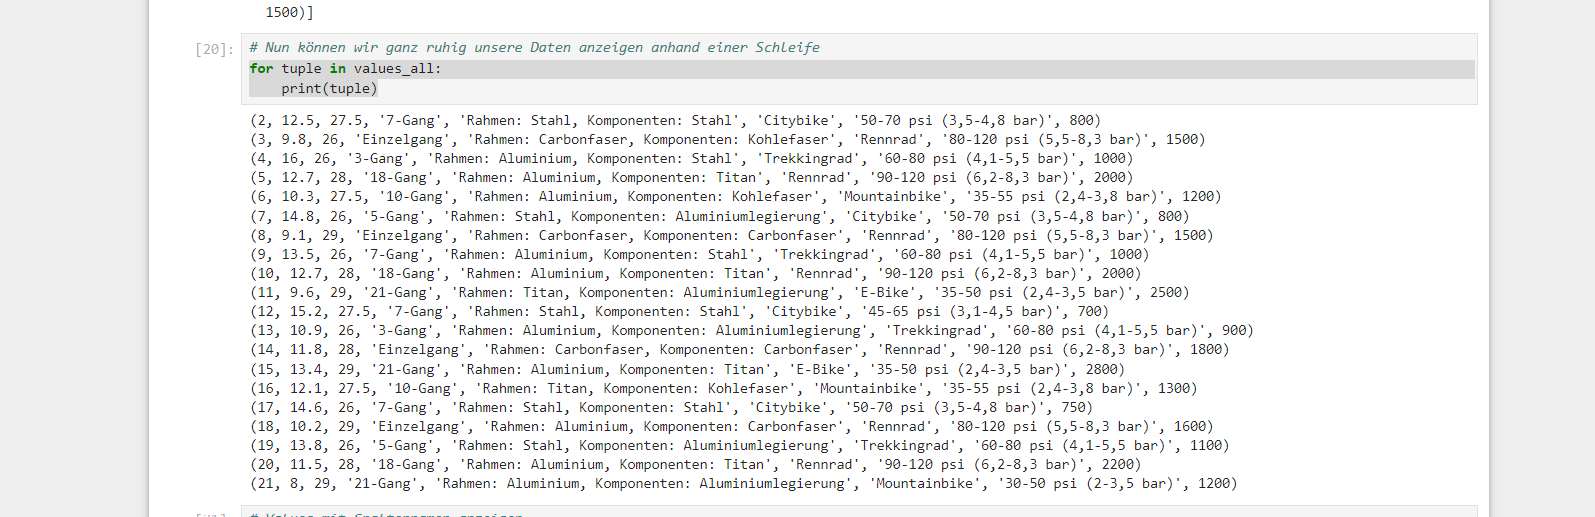 1500)]
[20]: # Nun können wir ganz ruhig unsere Daten anzeigen anhand einer Schleife
for tuple in values_all:
    print(tuple)
(2, 12.5, 27.5, '7-Gang', 'Rahmen: Stahl, Komponenten: Stahl', 'Citybike', '50-70 psi (3,5-4,8 bar)', 800)
(3, 9.8, 26, 'Einzelgang', 'Rahmen: Carbonfaser, Komponenten: Kohlefaser', 'Rennrad', '80-120 psi (5,5-8,3 bar)', 1500)
(4, 16, 26, '3-Gang', 'Rahmen: Aluminium, Komponenten: Stahl', 'Trekkingrad', '60-80 psi (4,1-5,5 bar)', 1000)
(5, 12.7, 28, '18-Gang', 'Rahmen: Aluminium, Komponenten: Titan', 'Rennrad', '90-120 psi (6,2-8,3 bar)', 2000)
(6, 10.3, 27.5, '10-Gang', 'Rahmen: Aluminium, Komponenten: Kohlefaser', 'Mountainbike', '35-55 psi (2,4-3,8 bar)', 1200)
(7, 14.8, 26, '5-Gang', 'Rahmen: Stahl, Komponenten: Aluminiumlegierung', 'Citybike', '50-70 psi (3,5-4,8 bar)', 800)
(8, 9.1, 29, 'Einzelgang', 'Rahmen: Carbonfaser, Komponenten: Carbonfaser', 'Rennrad', '80-120 psi (5,5-8,3 bar)', 1500)
(9, 13.5, 26, '7-Gang', 'Rahmen: Aluminium, Komponenten: Stahl', 'Trekkingrad', '60-80 psi (4,1-5,5 bar)', 1000)
(10, 12.7, 28, '18-Gang', 'Rahmen: Aluminium, Komponenten: Titan', 'Rennrad', '90-120 psi (6,2-8,3 bar)', 2000)
(11, 9.6, 29, '21-Gang', 'Rahmen: Titan, Komponenten: Aluminiumlegierung', 'E-Bike', '35-50 psi (2,4-3,5 bar)', 2500)
(12, 15.2, 27.5, '7-Gang', 'Rahmen: Stahl, Komponenten: Stahl', 'Citybike', '45-65 psi (3,1-4,5 bar)', 700)
(13, 10.9, 26, '3-Gang', 'Rahmen: Aluminium, Komponenten: Aluminiumlegierung', 'Trekkingrad', '60-80 psi (4,1-5,5 bar)', 900)
(14, 11.8, 28, 'Einzelgang', 'Rahmen: Carbonfaser, Komponenten: Carbonfaser', 'Rennrad', '90-120 psi (6,2-8,3 bar)', 1800)
(15, 13.4, 29, '21-Gang', 'Rahmen: Aluminium, Komponenten: Titan', 'E-Bike', '35-50 psi (2,4-3,5 bar)', 2800)
(16, 12.1, 27.5, '10-Gang', 'Rahmen: Titan, Komponenten: Kohlefaser', 'Mountainbike', '35-55 psi (2,4-3,8 bar)', 1300)
(17, 14.6, 26, '7-Gang', 'Rahmen: Stahl, Komponenten: Stahl', 'Citybike', '50-70 psi (3,5-4,8 bar)', 750)
(18, 10.2, 29, 'Einzelgang', 'Rahmen: Aluminium, Komponenten: Carbonfaser', 'Rennrad', '80-120 psi (5,5-8,3 bar)', 1600)
(19, 13.8, 26, '5-Gang', 'Rahmen: Stahl, Komponenten: Aluminiumlegierung', 'Trekkingrad', '60-80 psi (4,1-5,5 bar)', 1100)
(20, 11.5, 28, '18-Gang', 'Rahmen: Aluminium, Komponenten: Titan', 'Rennrad', '90-120 psi (6,2-8,3 bar)', 2200)
(21, 8, 29, '21-Gang', 'Rahmen: Aluminium, Komponenten: Aluminiumlegierung', 'Mountainbike', '30-50 psi (2-3,5 bar)', 1200)